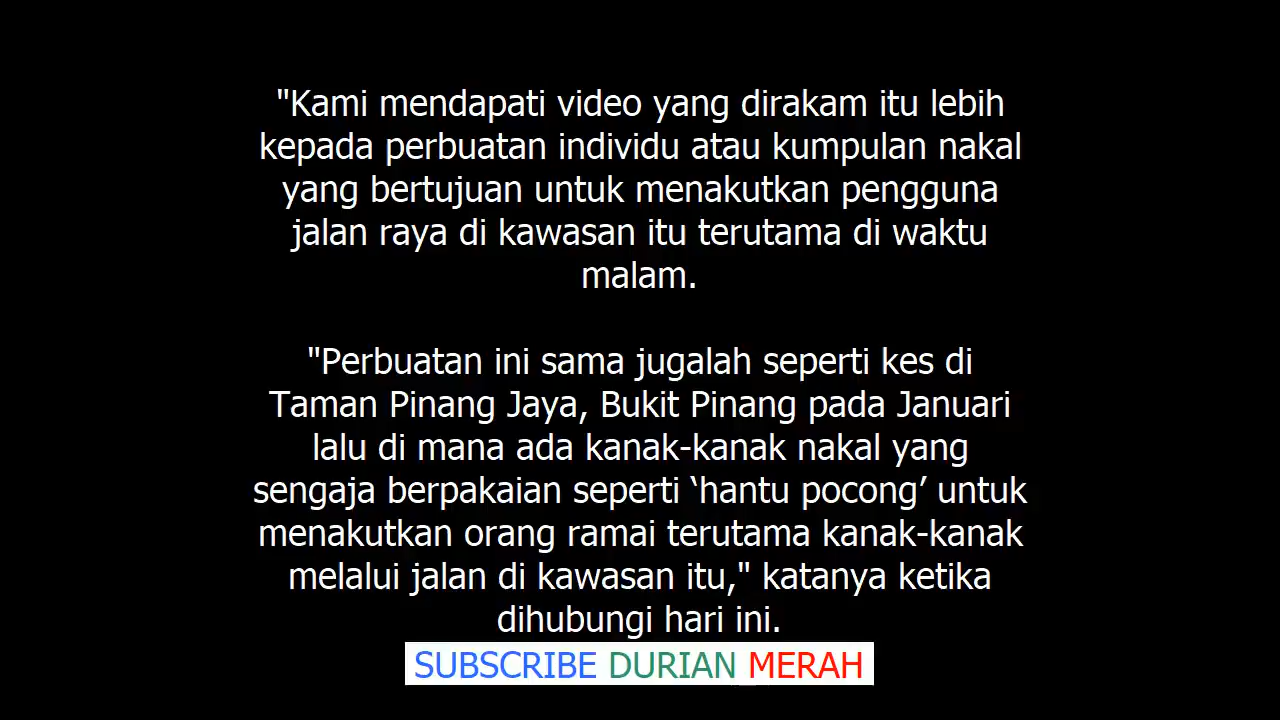 "Kami mendapati video yang dirakam itu lebih
kepada perbuatan individu atau kumpulan nakal
yang bertujuan untuk menakutkan pengguna
jalan raya di kawasan itu terutama di waktu
malam.
"Perbuatan ini sama jugalah seperti kes di
Taman Pinang Jaya, Bukit Pinang pada Januari
lalu di mana ada kanak-kanak nakal yang
sengaja berpakaian seperti ‘hantu pocong’ untuk
menakutkan orang ramai terutama kanak-kanak
melalui jalan di kawasan itu," katanya ketika
dihubungi hari ini.
SUBSCRIBE DURIAN MERAH